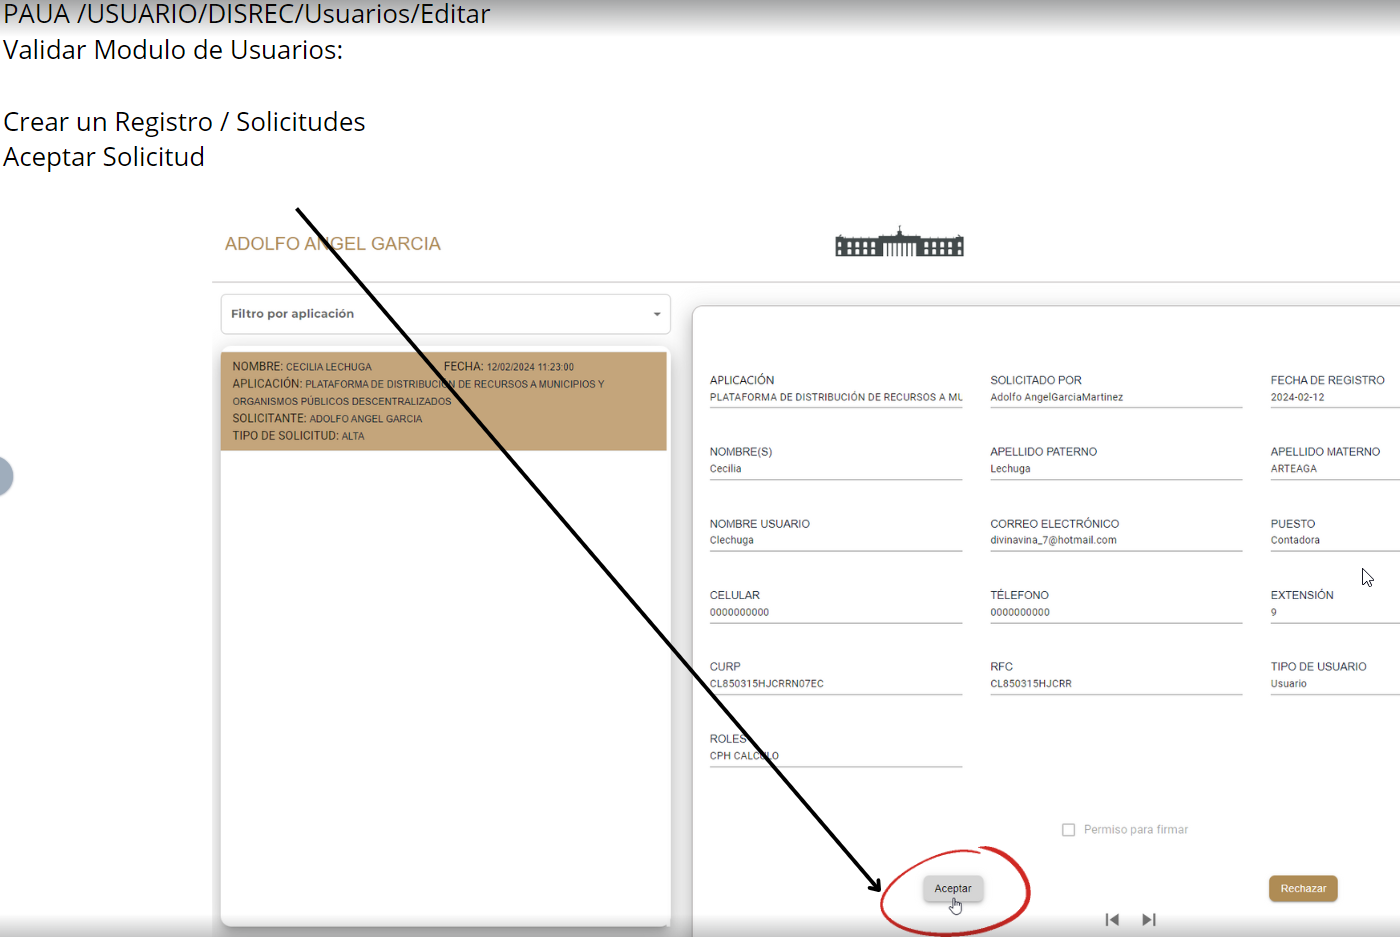 PAUA /USUARIO/DISREC/Usuarios/Editar
Validar Modulo de Usuarios:
Crear un Registro / Solicitudes
Aceptar Solicitud
ADOLFO ANGEL GARCIA
Filtro por aplicación
NOMBRE: CECILIA LECHUGA FECHA: 12/02/2024 11:23:00
APLICACIÓN: PLATAFORMA DE DISTRIBUCIÓN DE RECURSOS A MUNICIPIOS Y
ORGANISMOS PÚBLICOS DESCENTRALIZADOS
SOLICITANTE: ADOLFO ANGEL GARCIA
TIPO DE SOLICITUD: ALTA
APLICACIÓN SOLICITADO POR FECHA DE REGISTRO
PLATAFORMA DE DISTRIBUCIÓN DE RECURSOS A MU Adolfo AngelGarciaMartinez 2024-02-12
NOMBRE(S) APELLIDO PATERNO APELLIDO MATERNO
Cecilia Lechuga ARTEAGA
NOMBRE USUARIO CORREO ELECTRÓNICO PUESTO
Clechuga divinavina_7@hotmail.com Contadora
CELULAR TÉLEFONO EXTENSIÓN
0000000000 0000000000 9
CURP RFC TIPO DE USUARIO
CL850315HJCRRN07EC CL850315HJCRR Usuario
ROLES
CPH CALCULO
Permiso para firmar
Aceptar Rechazar